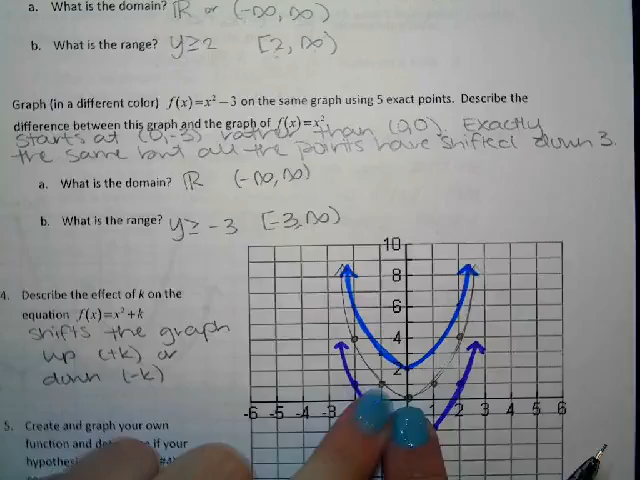 a. What is the domain? ℝ or (-∞, ∞)
b. What is the range? y ≥ 2 [2, ∞)
Graph (in a different color) f(x)=x²−3 on the same graph using 5 exact points. Describe the
difference between this graph and the graph of f(x)=x².
starts at (0,-3) rather than (0,0). Exactly
the same but all the points have shifted down 3.
a. What is the domain? ℝ (-∞, ∞)
b. What is the range? y ≥ -3 [-3, ∞)
4. Describe the effect of k on the
equation f(x)=x²+k
shifts the graph
up (+k) or
down (-k)
5. Create and graph your own
function and if your
hypothesis
10
8
6
4
2
-6 -5 -4 -3 1 2 3 4 5 6